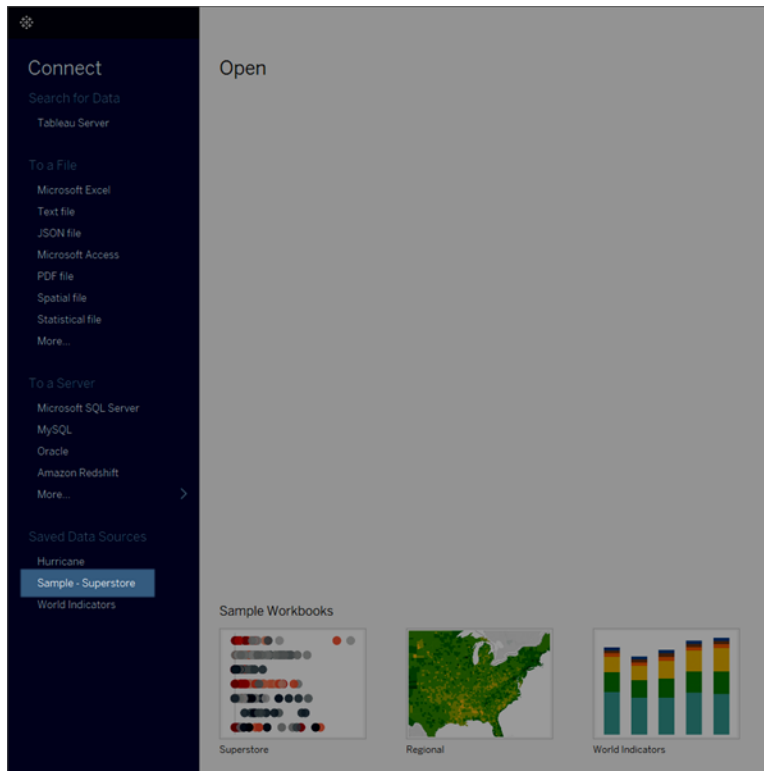 Connect
Search for Data
Tableau Server
To a File
Microsoft Excel
Text file
JSON file
Microsoft Access
PDF file
Spatial file
Statistical file
More...
To a Server
Microsoft SQL Server
MySQL
Oracle
Amazon Redshift
More...
Saved Data Sources
Hurricane
Sample - Superstore
World Indicators
Open
Sample Workbooks
Superstore
Regional
World Indicators